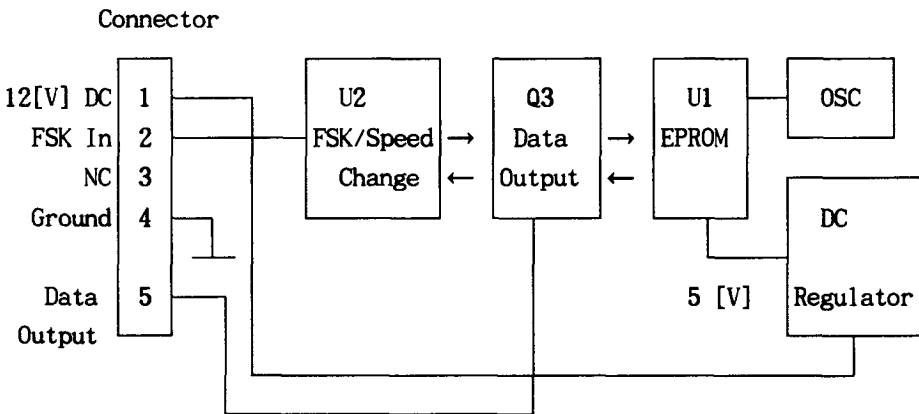 Connector
12[V] DC 1
FSK In 2
NC 3
Ground 4
Data 5
Output
U2
FSK/Speed
Change
→
←
Q3
Data
Output
→
←
U1
EPROM
OSC
DC
Regulator
5 [V]